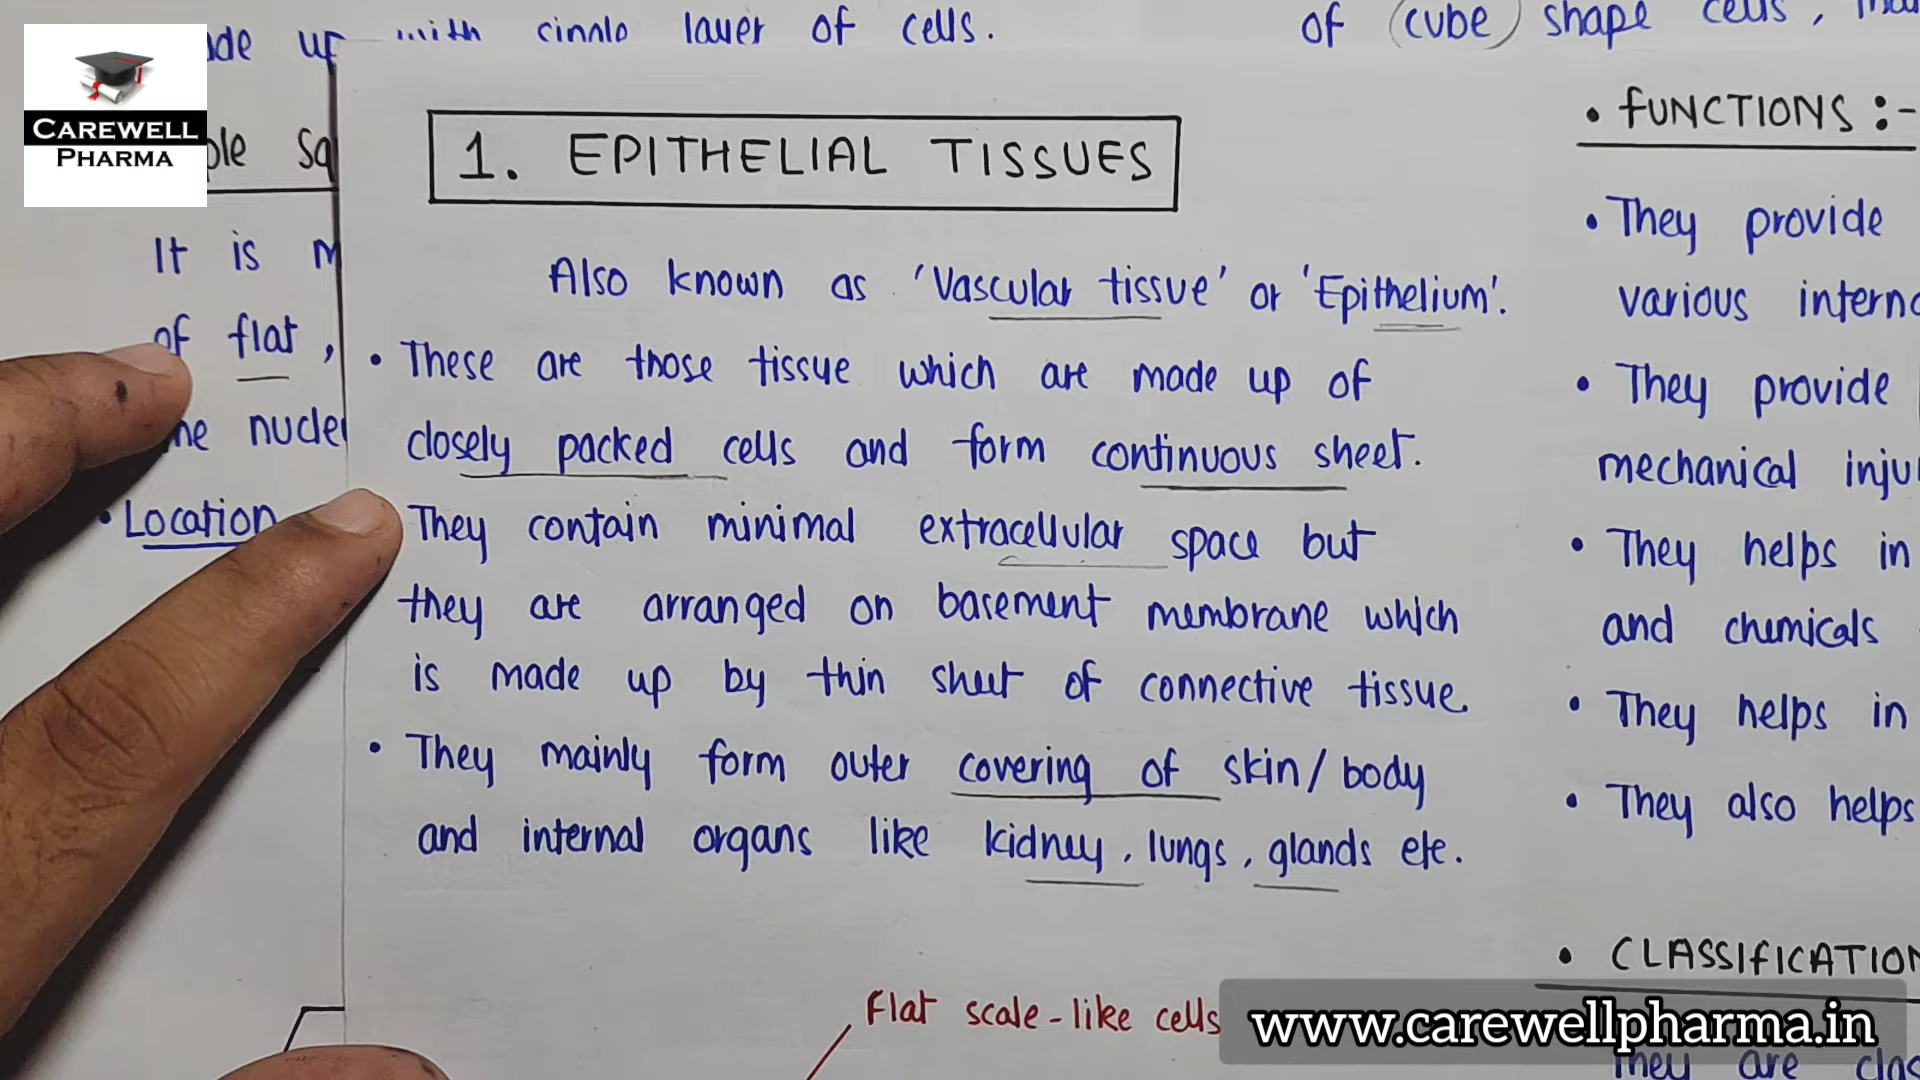 CAREWELL
PHARMA
of cells.
of (cube) shape cells,
1. EPITHELIAL TISSUES
Also known as 'Vascular tissue' or 'Epithelium'.
• These are those tissue which are made up of
closely packed cells and form continuous sheet.
They contain minimal extracellular space but
they are arranged on basement membrane which
is made up by thin sheet of connective tissue.
• They mainly form outer covering of skin/body
and internal organs like kidney, lungs, glands etc.
Flat scale-like cells
It is
of flat,
• Location
• FUNCTIONS :-
• They provide
various
• They provide
mechanical
• They helps in
and chemicals
• They helps in
• They also helps
• CLASSIFICATION
They are
www.carewellpharma.in